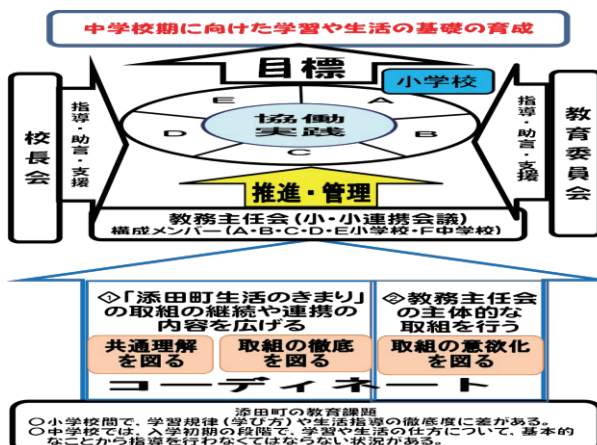 中学校期に向けた学習や生活の基礎の育成
目標
小学校
校長会
指導・助言・支援
E
A
D
B
C
協働
実践
指導・助言・支援
教育委員会
推進・管理
教務主任会(小・小連携会議)
構成メンバー(A・B・C・D・E小学校・F中学校)
①「添田町生活のきまり」
の取組の継続や連携の
内容を広げる
共通理解
を図る
取組の徹底
を図る
②教務主任会
の主体的な
取組を行う
取組の意欲化
を図る
コーディネート
添田町の教育課題
○小学校間で、学習規律(学び方)や生活指導の徹底度に差がある。
○中学校では、入学初期の段階で、学習や生活の仕方について、基本的
なことから指導を行わなくてはならない状況がある。